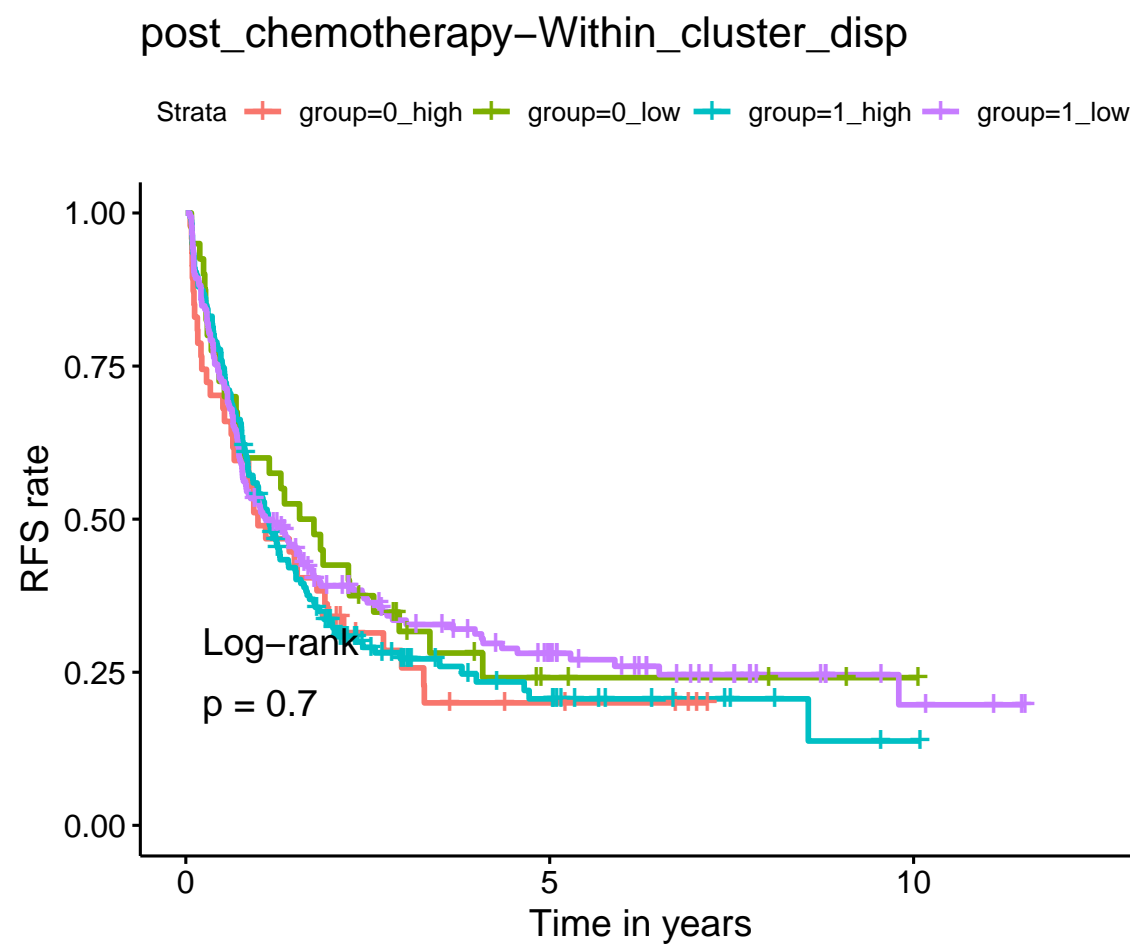 post_chemotherapy−Within_cluster_disp
Strata group=0_high group=0_low group=1_high group=1_low
1.00
0.75
0.50
0.25
0.00
RFS rate
Log−rank
p = 0.7
0 5 10
Time in years